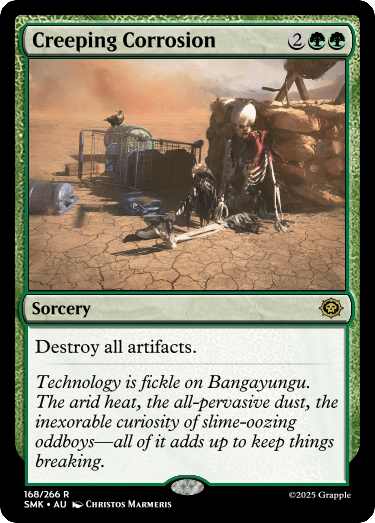 Creeping Corrosion 2
Sorcery
Destroy all artifacts.
Technology is fickle on Bangayungu.
The arid heat, the all-pervasive dust, the
inexorable curiosity of slime-oozing
oddboys—all of it adds up to keep things
breaking.
168/266 R
SMK • AU Christos Marmeris
©2025 Grapple